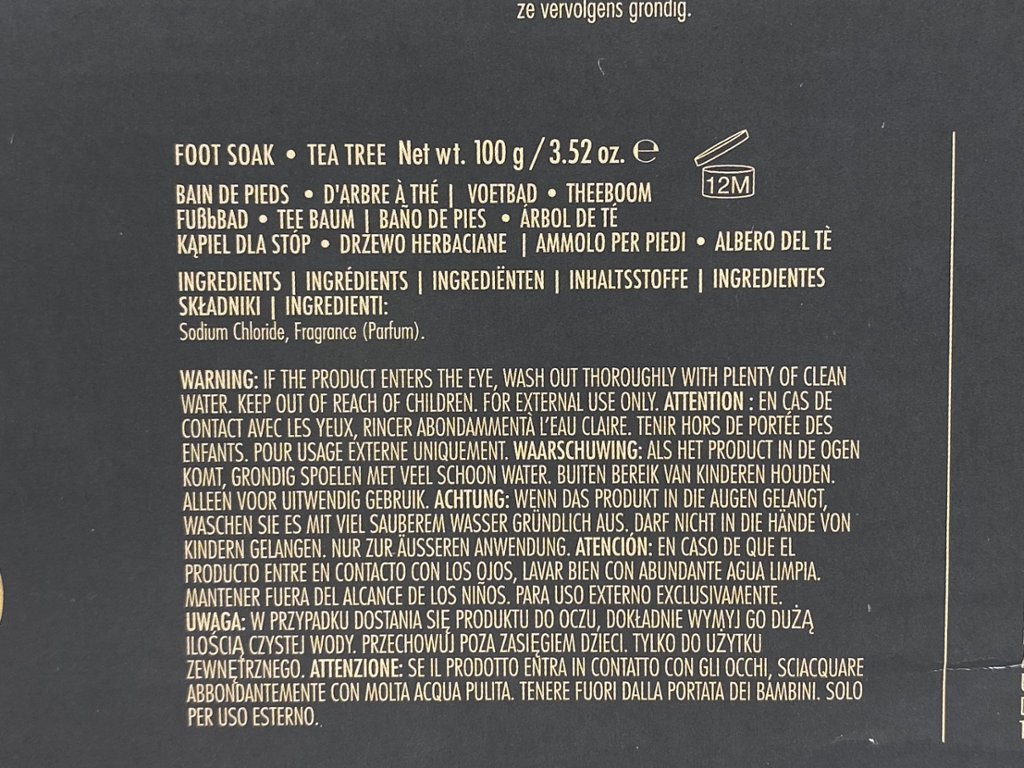 ze vervolgens grondig.
FOOT SOAK • TEA TREE Net wt. 100 g / 3.52 oz. ℮
12M
BAIN DE PIEDS • D'ARBRE À THÉ | VOETBAD • THEEBOOM
FUßbBAD • TEE BAUM | BAÑO DE PIES • ÁRBOL DE TÉ
KĄPIEL DLA STÓP • DRZEWO HERBACIANE | AMMOLO PER PIEDI • ALBERO DEL TÈ
INGREDIENTS | INGRÉDIENTS | INGREDIËNTEN | INHALTSSTOFFE | INGREDIENTES
SKŁADNIKI | INGREDIENTI:
Sodium Chloride, Fragrance (Parfum).
WARNING: IF THE PRODUCT ENTERS THE EYE, WASH OUT THOROUGHLY WITH PLENTY OF CLEAN
WATER. KEEP OUT OF REACH OF CHILDREN. FOR EXTERNAL USE ONLY. ATTENTION : EN CAS DE
CONTACT AVEC LES YEUX, RINCER ABONDAMMENTÀ L'EAU CLAIRE. TENIR HORS DE PORTÉE DES
ENFANTS. POUR USAGE EXTERNE UNIQUEMENT. WAARSCHUWING: ALS HET PRODUCT IN DE OGEN
KOMT, GRONDIG SPOELEN MET VEEL SCHOON WATER. BUITEN BEREIK VAN KINDEREN HOUDEN.
ALLEEN VOOR UITWENDIG GEBRUIK. ACHTUNG: WENN DAS PRODUKT IN DIE AUGEN GELANGT,
WASCHEN SIE ES MIT VIEL SAUBEREM WASSER GRÜNDLICH AUS. DARF NICHT IN DIE HÄNDE VON
KINDERN GELANGEN. NUR ZUR ÄUSSEREN ANWENDUNG. ATENCIÓN: EN CASO DE QUE EL
PRODUCTO ENTRE EN CONTACTO CON LOS OJOS, LAVAR BIEN CON ABUNDANTE AGUA LIMPIA.
MANTENER FUERA DEL ALCANCE DE LOS NIÑOS. PARA USO EXTERNO EXCLUSIVAMENTE.
UWAGA: W PRZYPADKU DOSTANIA SIĘ PRODUKTU DO OCZU, DOKŁADNIE WYMYJ GO DUŻĄ
ILOŚCIĄ CZYSTEJ WODY. PRZECHOWUJ POZA ZASIĘGIEM DZIECI. TYLKO DO UŻYTKU
ZEWNĘTRZNEGO. ATTENZIONE: SE IL PRODOTTO ENTRA IN CONTATTO CON GLI OCCHI, SCIACQUARE
ABBONDANTEMENTE CON MOLTA ACQUA PULITA. TENERE FUORI DALLA PORTATA DEI BAMBINI. SOLO
PER USO ESTERNO.